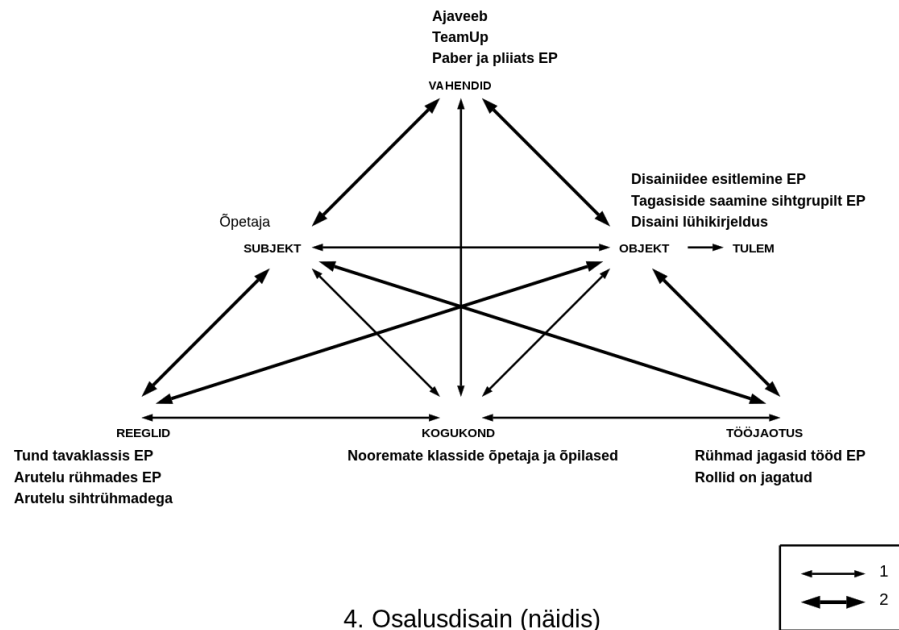 Ajaveeb
TeamUp
Paber ja pliiats EP
VAHENDID
Disainiidee esitlemine EP
Tagasiside saamine sihtgrupilt EP
Disaini lühikirjeldus
Õpetaja
SUBJEKT
OBJEKT
TULEM
REEGLID
KOGUKOND
TÖÖJAOTUS
Tund tavaklassis EP
Arutelu rühmades EP
Arutelu sihtrühmadega
Nooremate klasside õpetaja ja õpilased
Rühmad jagasid tööd EP
Rollid on jagatud
1
2
4. Osalusdisain (näidis)